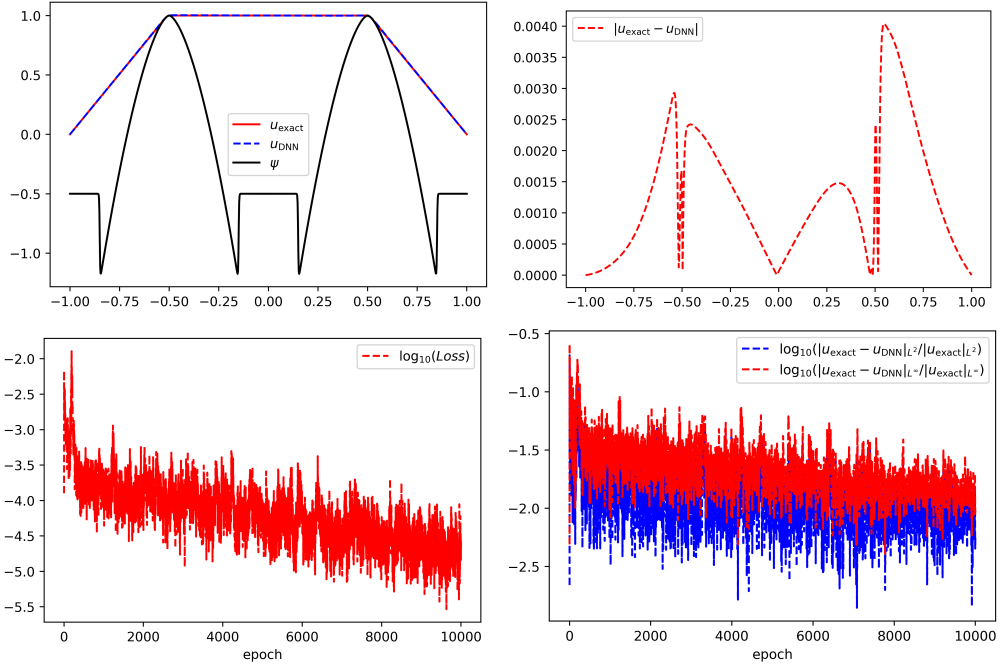 1.0
0.5
0.0
−0.5
−1.0
u_exact
u_DNN
ψ
−1.00 −0.75 −0.50 −0.25 0.00 0.25 0.50 0.75 1.00
0.0040
0.0035
0.0030
0.0025
0.0020
0.0015
0.0010
0.0005
0.0000
|u_exact − u_DNN|
−1.00 −0.75 −0.50 −0.25 0.00 0.25 0.50 0.75 1.00
−2.0
−2.5
−3.0
−3.5
−4.0
−4.5
−5.0
−5.5
log₁₀(Loss)
0 2000 4000 6000 8000 10000
epoch
−0.5
−1.0
−1.5
−2.0
−2.5
log₁₀(|u_exact − u_DNN|_L²/|u_exact|_L²)
log₁₀(|u_exact − u_DNN|_L∞/|u_exact|_L∞)
0 2000 4000 6000 8000 10000
epoch